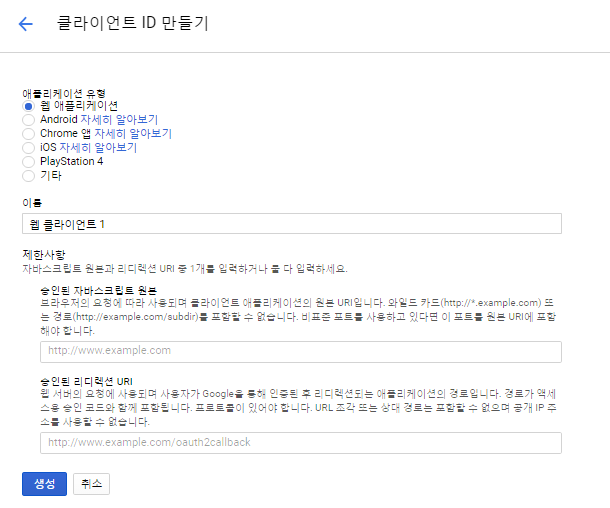 클라이언트 ID 만들기
애플리케이션 유형
웹 애플리케이션
Android 자세히 알아보기
Chrome 앱 자세히 알아보기
iOS 자세히 알아보기
PlayStation 4
기타
이름
웹 클라이언트 1
제한사항
자바스크립트 원본과 리디렉션 URI 중 1개를 입력하거나 둘 다 입력하세요.
승인된 자바스크립트 원본
브라우저의 요청에 따라 사용되며 클라이언트 애플리케이션의 원본 URI입니다. 와일드 카드(http://*.example.com) 또
는 경로(http://example.com/subdir)를 포함할 수 없습니다. 비표준 포트를 사용하고 있다면 이 포트를 원본 URI에 포함
해야 합니다.
http://www.example.com
승인된 리디렉션 URI
웹 서버의 요청에 사용되며 사용자가 Google을 통해 인증된 후 리디렉션되는 애플리케이션의 경로입니다. 경로가 액세
스용 승인 코드와 함께 포함됩니다. 프로토콜이 있어야 합니다. URL 조각 또는 상대 경로는 포함할 수 없으며 공개 IP 주
소를 사용할 수 없습니다.
http://www.example.com/oauth2callback
생성 취소